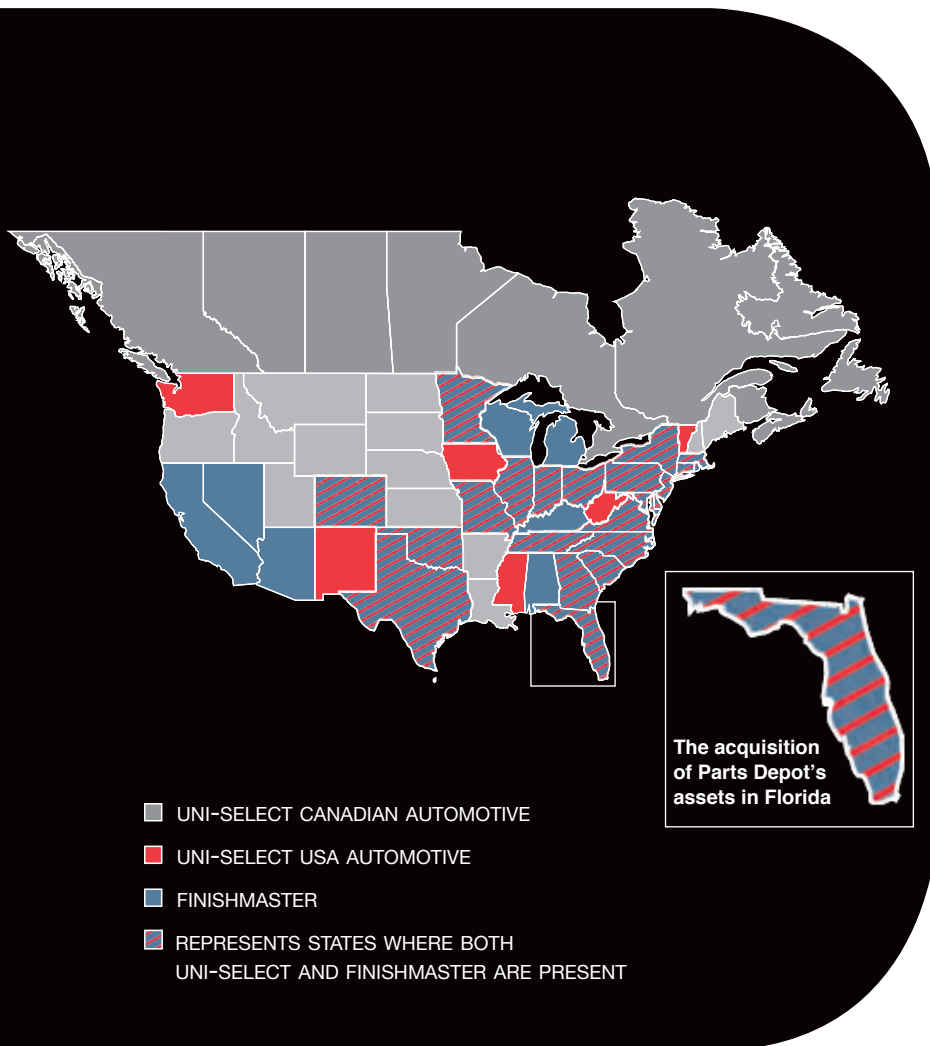 The acquisition
of Parts Depot's
assets in Florida
UNI-SELECT CANADIAN AUTOMOTIVE
UNI-SELECT USA AUTOMOTIVE
FINISHMASTER
REPRESENTS STATES WHERE BOTH
UNI-SELECT AND FINISHMASTER ARE PRESENT